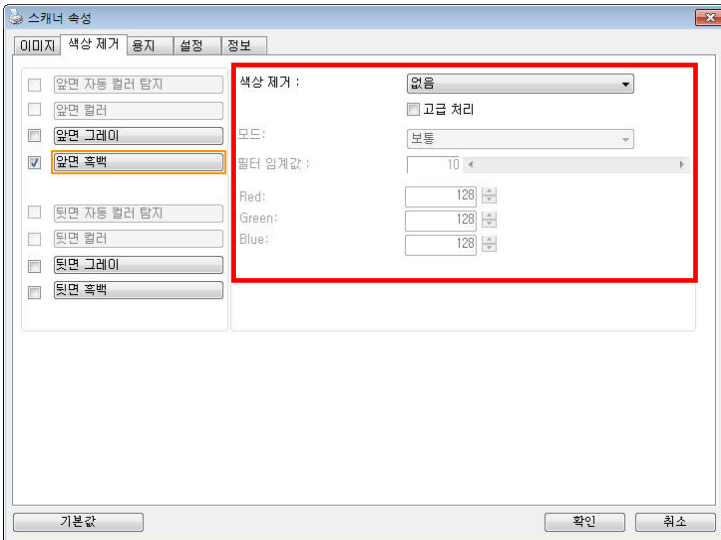 스캐너 속성
이미지 색상 제거 용지 설정 정보
앞면 자동 컬러 탐지
앞면 컬러
앞면 그레이
앞면 흑백
뒷면 자동 컬러 탐지
뒷면 컬러
뒷면 그레이
뒷면 흑백
색상 제거 : 없음
고급 처리
모드: 보통
필터 임계값 : 10
Red: 128
Green: 128
Blue: 128
기본값 확인 취소